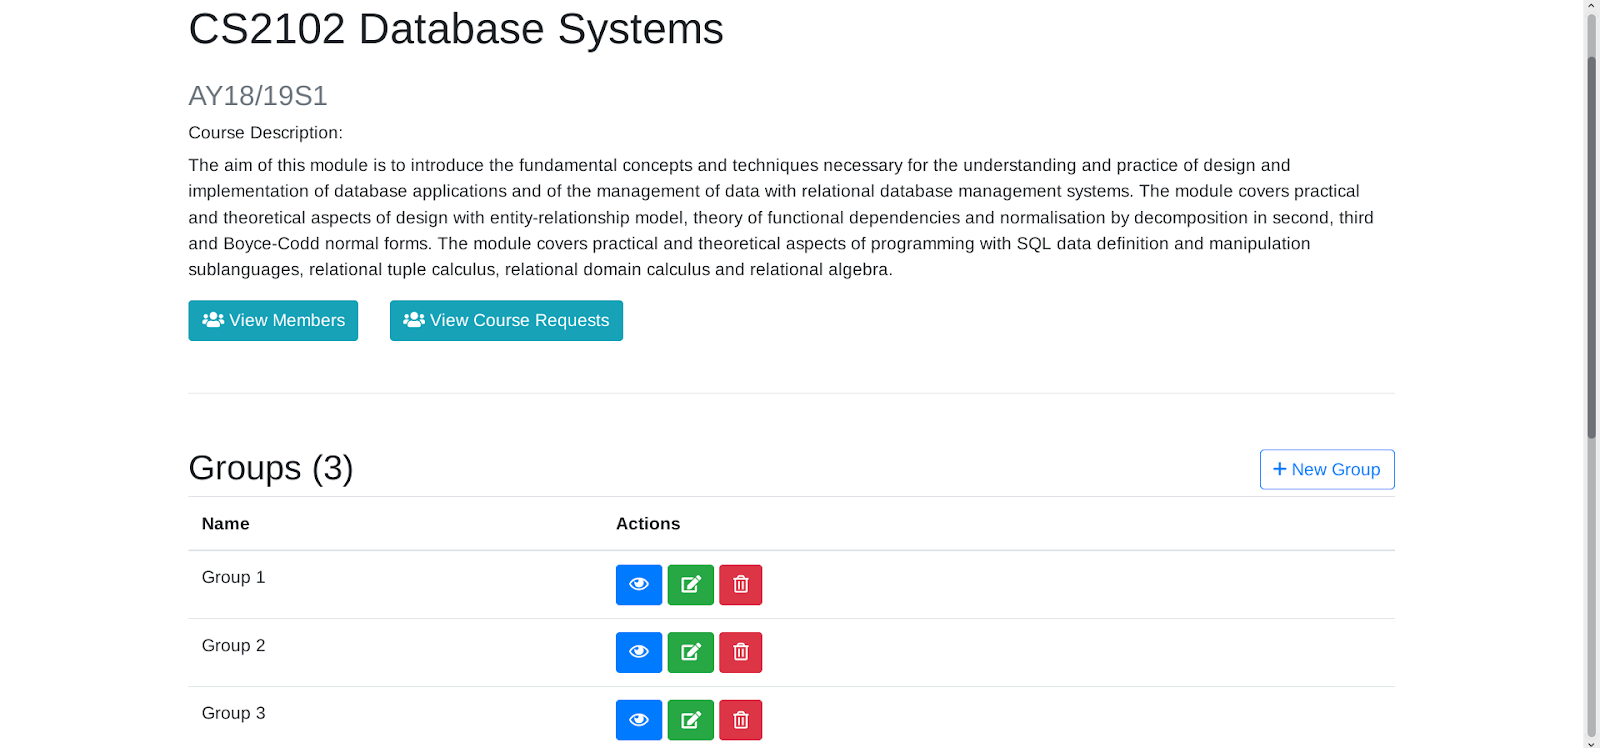 CS2102 Database Systems
AY18/19S1
Course Description:
The aim of this module is to introduce the fundamental concepts and techniques necessary for the understanding and practice of design and
implementation of database applications and of the management of data with relational database management systems. The module covers practical
and theoretical aspects of design with entity-relationship model, theory of functional dependencies and normalisation by decomposition in second, third
and Boyce-Codd normal forms. The module covers practical and theoretical aspects of programming with SQL data definition and manipulation
sublanguages, relational tuple calculus, relational domain calculus and relational algebra.
View Members View Course Requests
Groups (3) + New Group
Name Actions
Group 1
Group 2
Group 3